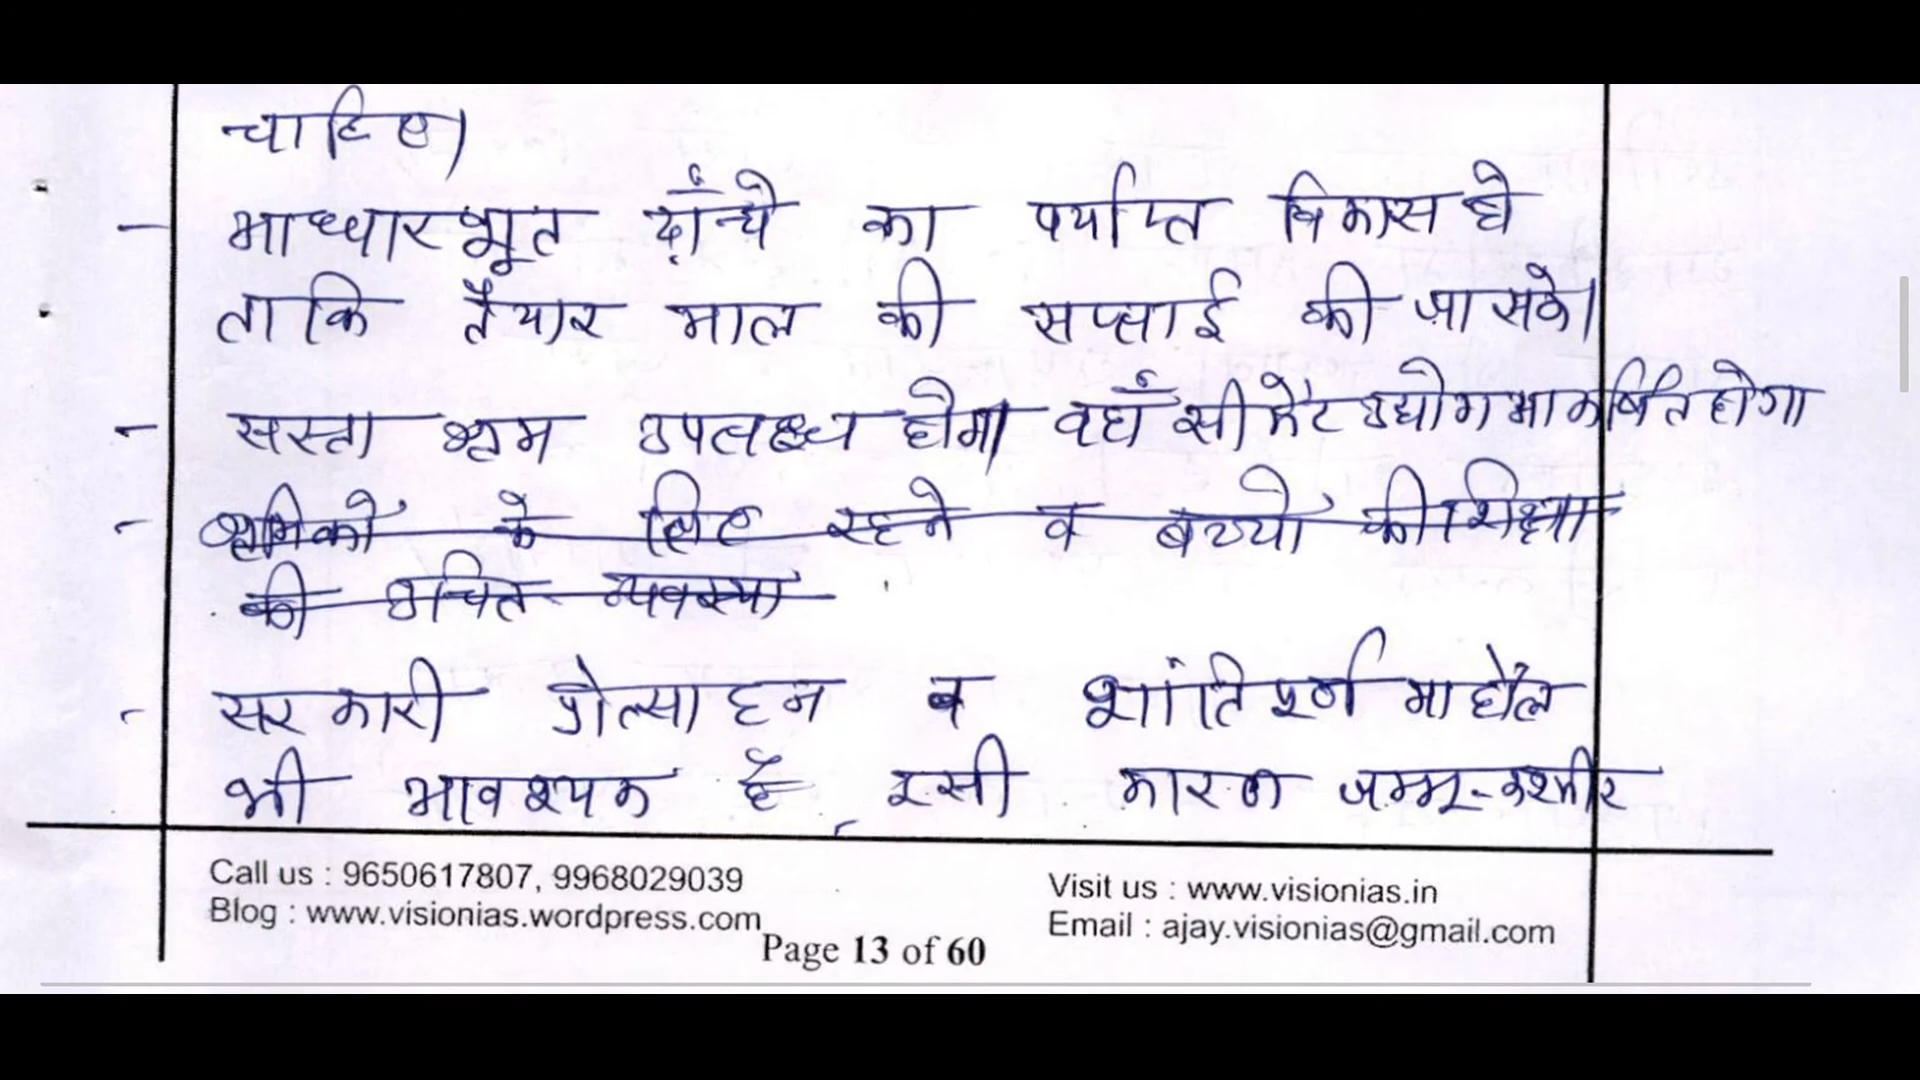 चाहिए।
- आधारभूत ढाँचे का पर्याप्त विकास हो
ताकि तैयार माल की सप्लाई की जा सके।
- सस्ता श्रम उपलब्ध होगा वहाँ सीमेंट उद्योग आकर्षित होगा
- श्रमिकों के लिए रहने व बच्चों की शिक्षा
की उचित व्यवस्था
- सरकारी प्रोत्साहन व शांतिपूर्ण माहौल
भी आवश्यक है, इसी कारण जम्मू-कश्मीर
Call us : 9650617807, 9968029039
Visit us : www.visionias.in
Blog : www.visionias.wordpress.com
Email : ajay.visionias@gmail.com
Page 13 of 60